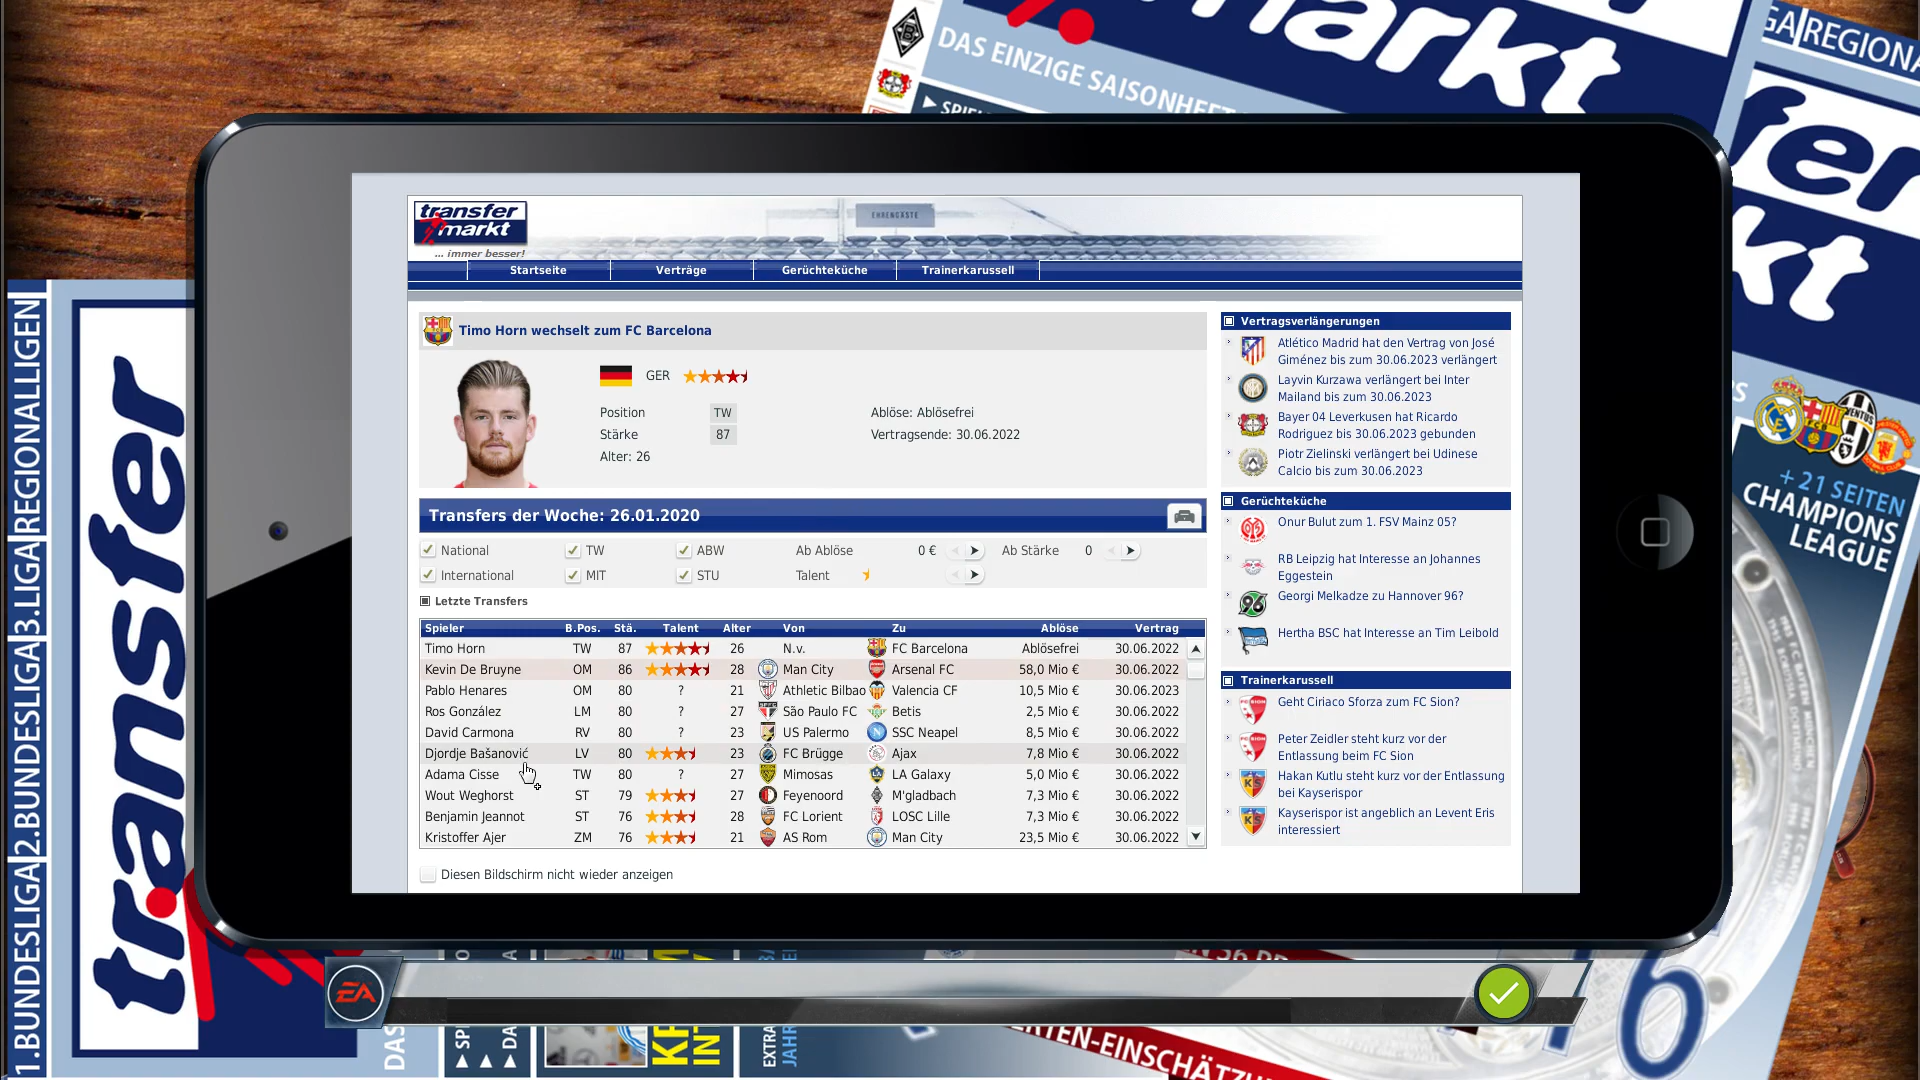 markt
DAS EINZIGE SAISONHEFT
GA|REGIONA
transfer
markt
... immer besser!
EHRENGÄSTE
Startseite
Verträge
Gerüchteküche
Trainerkarussell
Timo Horn wechselt zum FC Barcelona
GER
Position TW
Stärke 87
Alter: 26
Ablöse: Ablösefrei
Vertragsende: 30.06.2022
Transfers der Woche: 26.01.2020
National TW ABW Ab Ablöse 0 € Ab Stärke 0
International MIT STU Talent
Letzte Transfers
Spieler B.Pos. Stä. Talent Alter Von Zu Ablöse Vertrag
Timo Horn TW 87 26 N.v. FC Barcelona Ablösefrei 30.06.2022
Kevin De Bruyne OM 86 28 Man City Arsenal FC 58,0 Mio € 30.06.2022
Pablo Henares OM 80 ? 21 Athletic Bilbao Valencia CF 10,5 Mio € 30.06.2023
Ros González LM 80 ? 27 São Paulo FC Betis 2,5 Mio € 30.06.2022
David Carmona RV 80 ? 23 US Palermo SSC Neapel 8,5 Mio € 30.06.2022
Djordje Bašanović LV 80 23 FC Brügge Ajax 7,8 Mio € 30.06.2022
Adama Cisse TW 80 ? 27 Mimosas LA Galaxy 5,0 Mio € 30.06.2022
Wout Weghorst ST 79 27 Feyenoord M'gladbach 7,3 Mio € 30.06.2022
Benjamin Jeannot ST 76 28 FC Lorient LOSC Lille 7,3 Mio € 30.06.2022
Kristoffer Ajer ZM 76 21 AS Rom Man City 23,5 Mio € 30.06.2022
Diesen Bildschirm nicht wieder anzeigen
Vertragsverlängerungen
Atlético Madrid hat den Vertrag von José
Giménez bis zum 30.06.2023 verlängert
Layvin Kurzawa verlängert bei Inter
Mailand bis zum 30.06.2023
Bayer 04 Leverkusen hat Ricardo
Rodriguez bis 30.06.2023 gebunden
Piotr Zielinski verlängert bei Udinese
Calcio bis zum 30.06.2023
Gerüchteküche
Onur Bulut zum 1. FSV Mainz 05?
RB Leipzig hat Interesse an Johannes
Eggestein
Georgi Melkadze zu Hannover 96?
Hertha BSC hat Interesse an Tim Leibold
Trainerkarussell
Geht Ciriaco Sforza zum FC Sion?
Peter Zeidler steht kurz vor der
Entlassung beim FC Sion
Hakan Kutlu steht kurz vor der Entlassung
bei Kayserispor
Kayserispor ist angeblich an Levent Eris
interessiert
1.BUNDESLIGA|2.BUNDESLIGA|3.LIGA|REGIONALLIGEN
transfer
+ 21 SEITEN
CHAMPIONS
LEAGUE
EA
DAS
EXTRA
JAHR
RTEN-EINSCHÄTZU
16